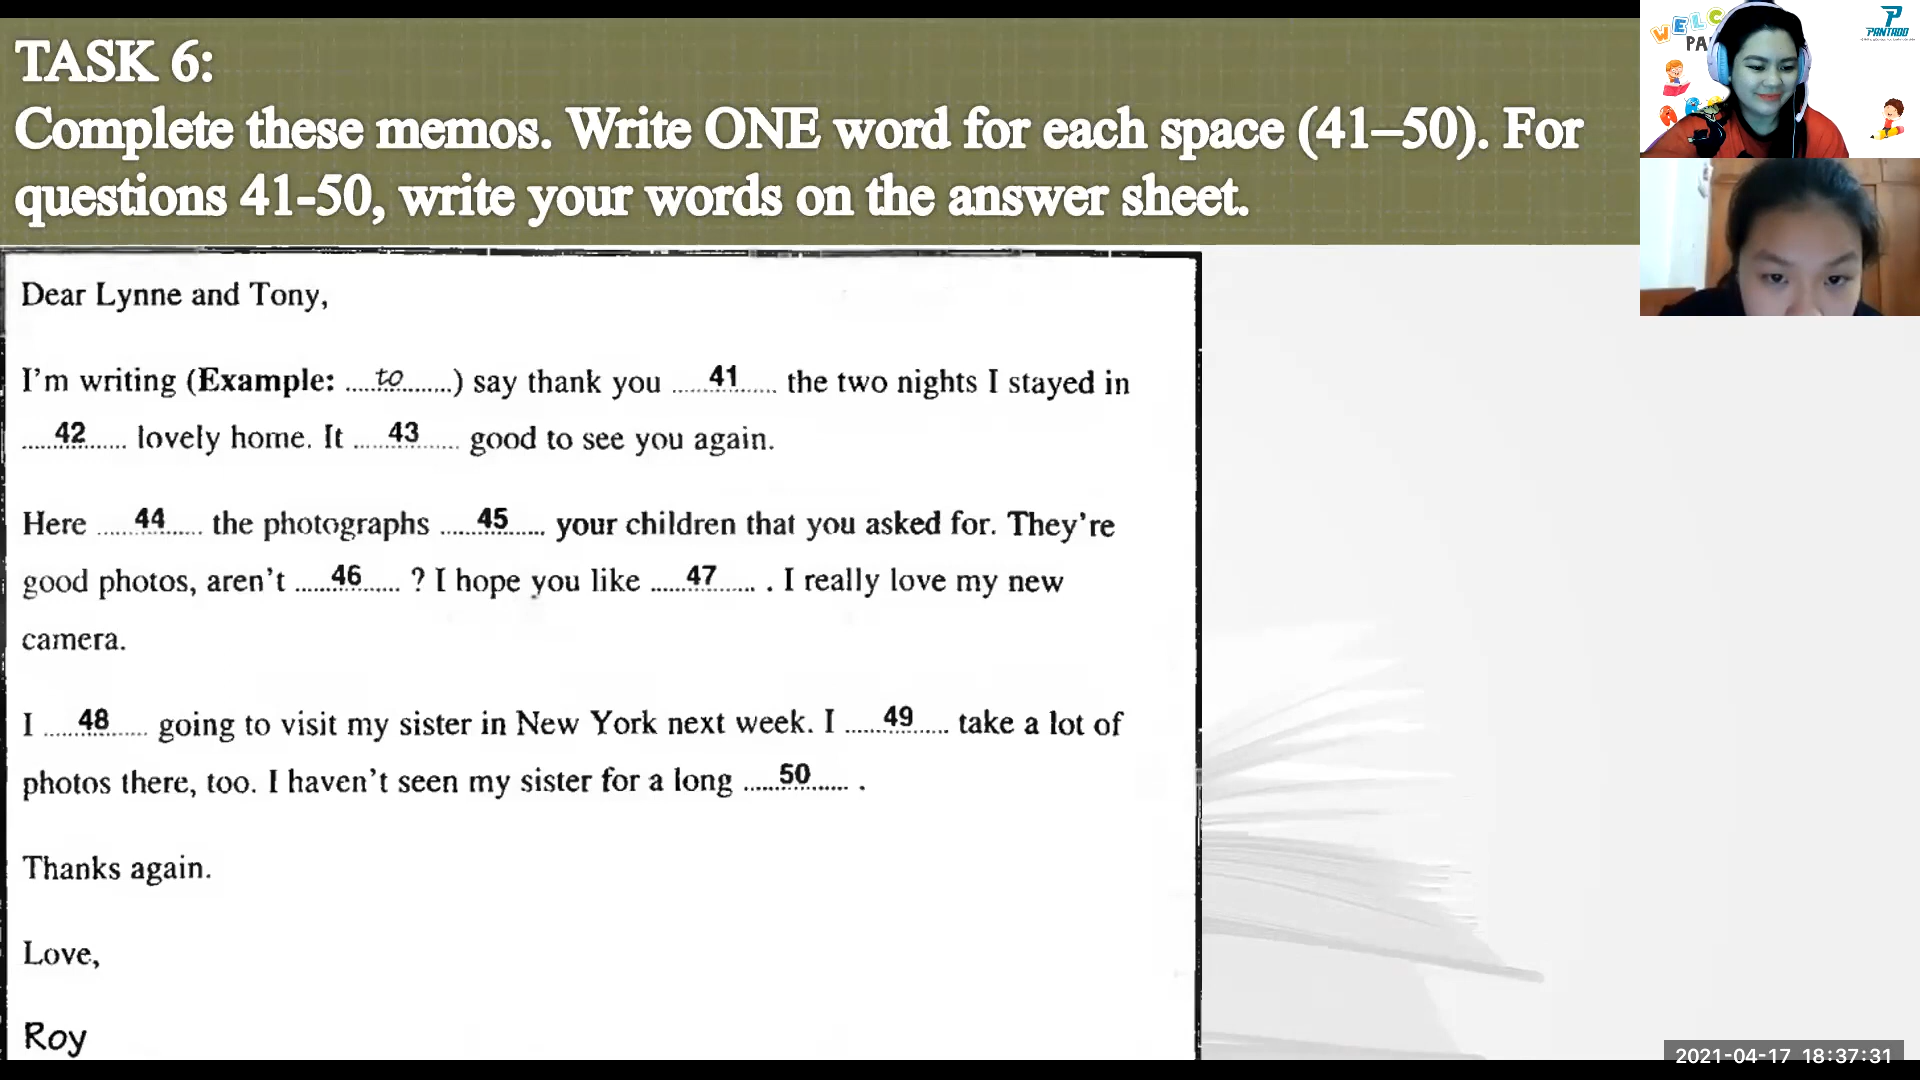 TASK 6:
Complete these memos. Write ONE word for each space (41–50). For
questions 41-50, write your words on the answer sheet.
Dear Lynne and Tony,
I'm writing (Example: .....to........) say thank you .....41...... the two nights I stayed in
.....42...... lovely home. It .....43...... good to see you again.
Here .....44...... the photographs .....45...... your children that you asked for. They're
good photos, aren't .....46...... ? I hope you like .....47...... . I really love my new
camera.
I .....48...... going to visit my sister in New York next week. I .....49...... take a lot of
photos there, too. I haven't seen my sister for a long .....50...... .
Thanks again.
Love,
Roy
PANTADO
2021-04-17 18:37:31